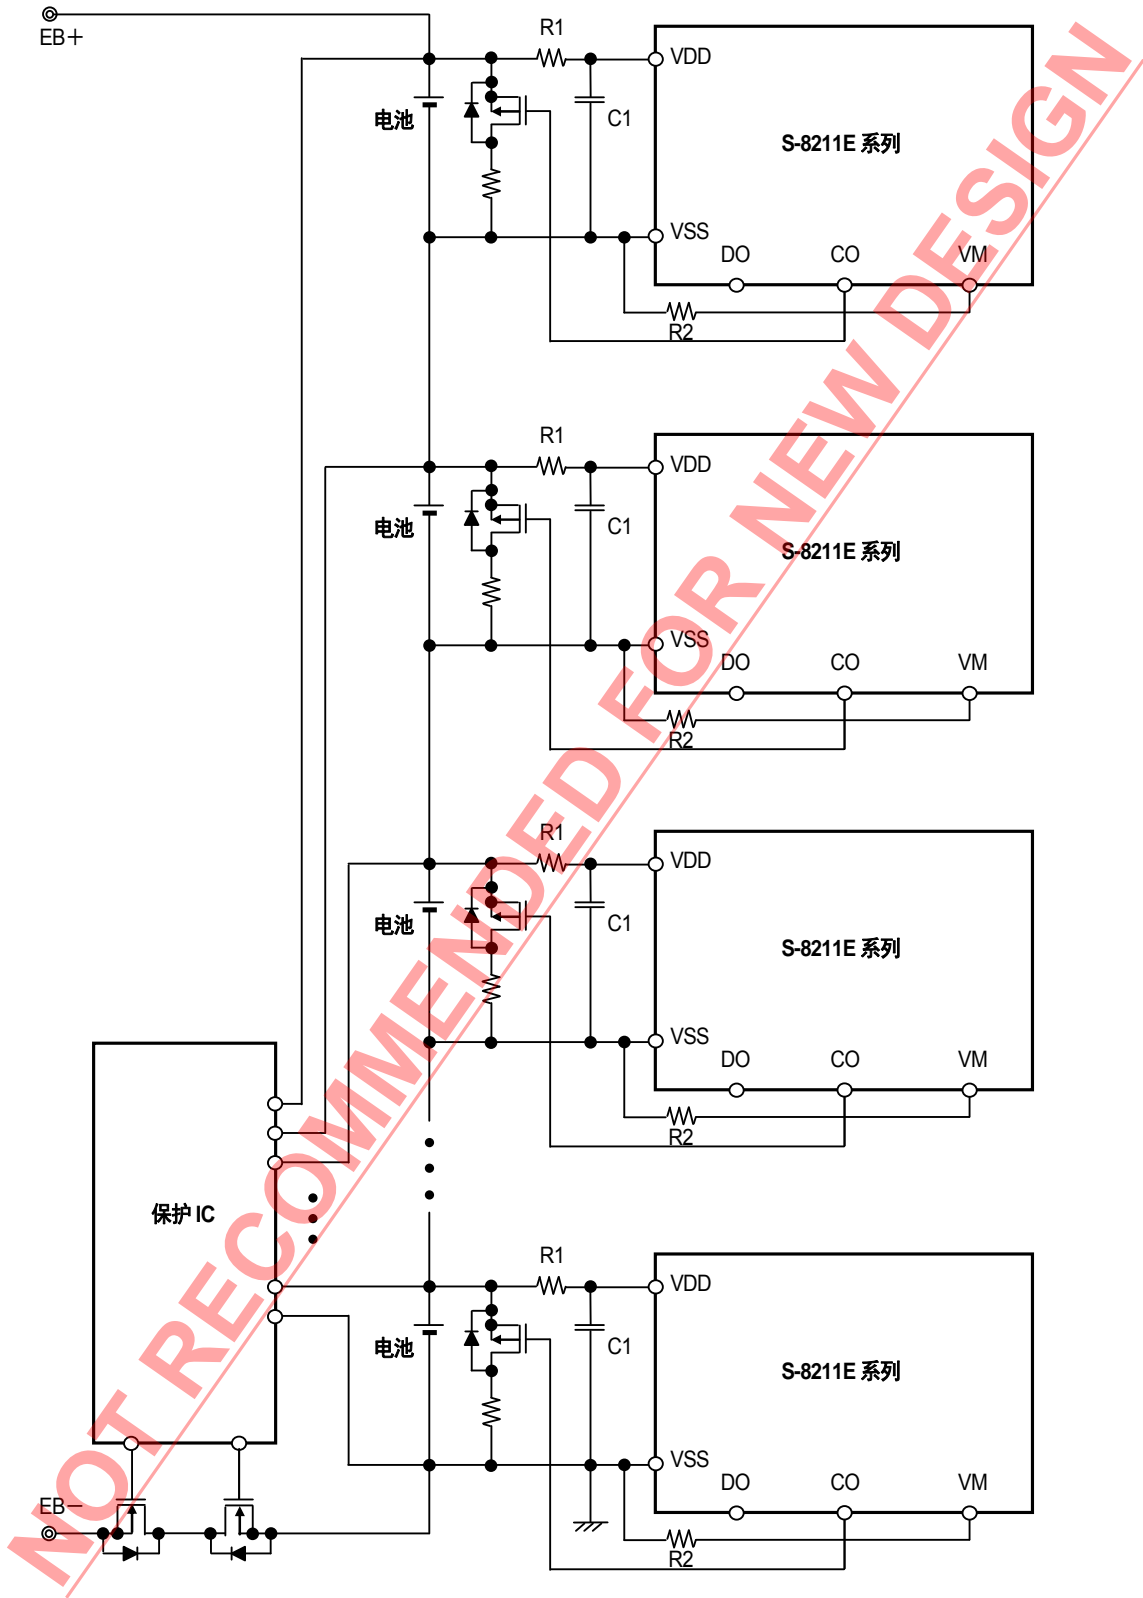 EB+
R1
VDD
电池
C1
S-8211E 系列
VSS
DO
CO
VM
R2
R1
VDD
电池
C1
S-8211E 系列
VSS
DO
CO
VM
R2
R1
VDD
电池
C1
S-8211E 系列
VSS
DO
CO
VM
R2
保护 IC
R1
VDD
电池
C1
S-8211E 系列
VSS
DO
CO
VM
R2
EB−
NOT RECOMMENDED FOR NEW DESIGN